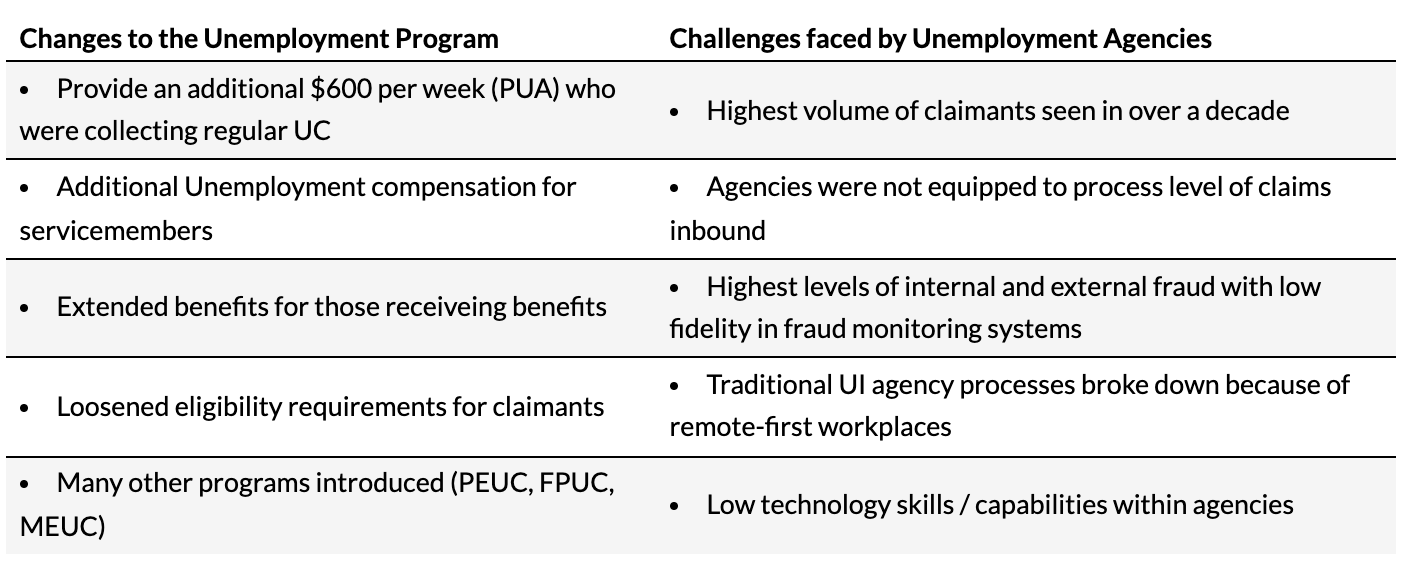 Changes to the Unemployment Program
Challenges faced by Unemployment Agencies
• Provide an additional $600 per week (PUA) who
were collecting regular UC
• Highest volume of claimants seen in over a decade
• Additional Unemployment compensation for
servicemembers
• Agencies were not equipped to process level of claims
inbound
• Extended benefits for those receiveing benefits
• Highest levels of internal and external fraud with low
fidelity in fraud monitoring systems
• Loosened eligibility requirements for claimants
• Traditional UI agency processes broke down because of
remote-first workplaces
• Many other programs introduced (PEUC, FPUC,
MEUC)
• Low technology skills / capabilities within agencies